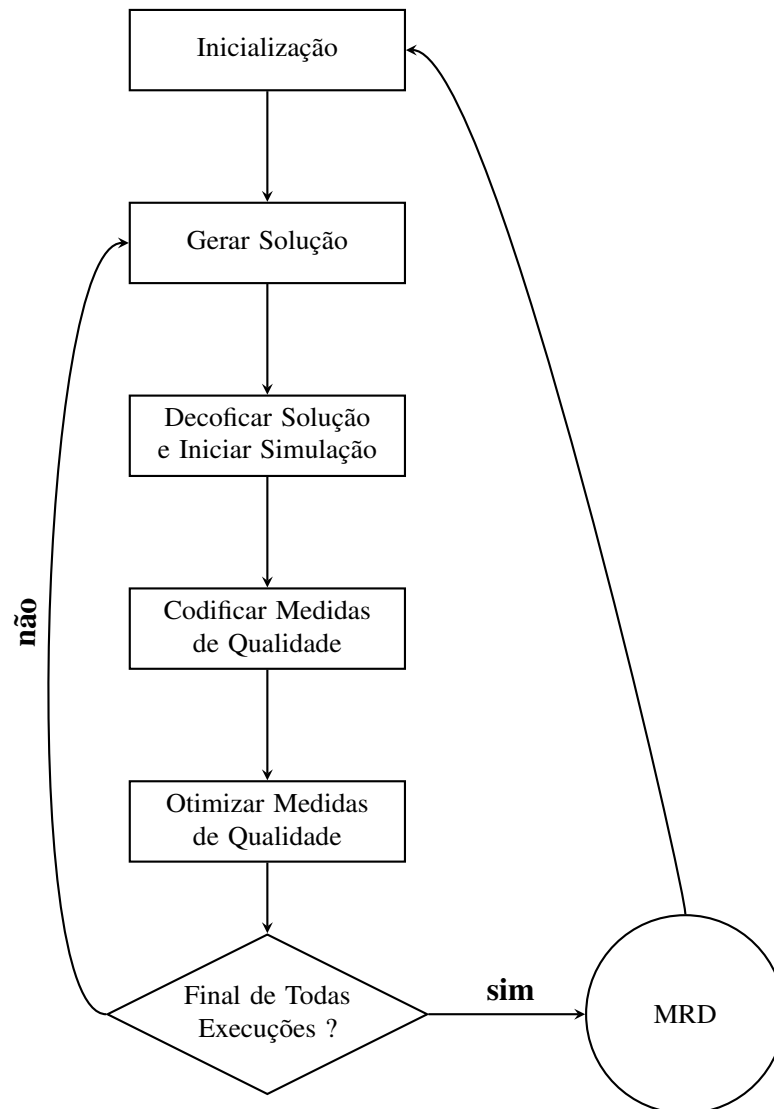 Inicialização
Gerar Solução
Decoficar Solução
e Iniciar Simulação
Codificar Medidas
de Qualidade
não
Otimizar Medidas
de Qualidade
Final de Todas
Execuções ?
sim
MRD